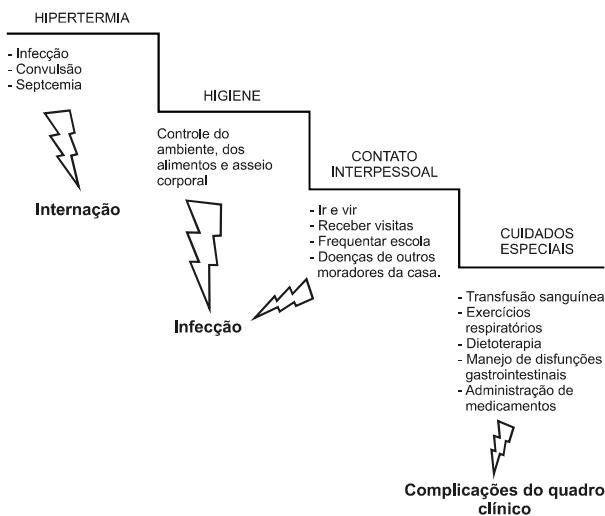 HIPERTERMIA
- Infecção
- Convulsão
- Septcemia
Internação
HIGIENE
Controle do
ambiente, dos
alimentos e asseio
corporal
Infecção
CONTATO
INTERPESSOAL
- Ir e vir
- Receber visitas
- Frequentar escola
- Doenças de outros
moradores da casa.
CUIDADOS
ESPECIAIS
- Transfusão sanguínea
- Exercícios
respiratórios
- Dietoterapia
- Manejo de disfunções
gastrointestinais
- Administração de
medicamentos
Complicações do quadro
clínico